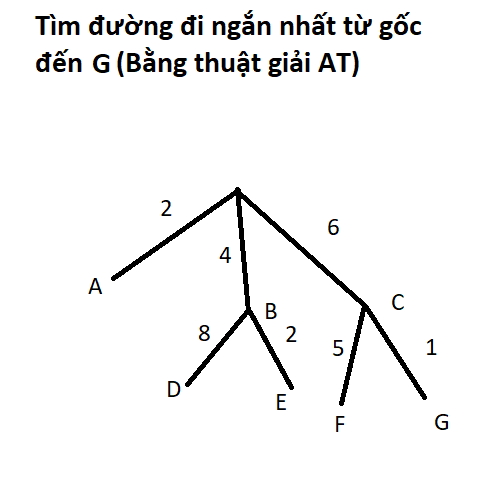 Tìm đường đi ngắn nhất từ gốc
đến G (Bằng thuật giải AT)
2
6
4
A
B
C
8
2
5
1
D
E
F
G